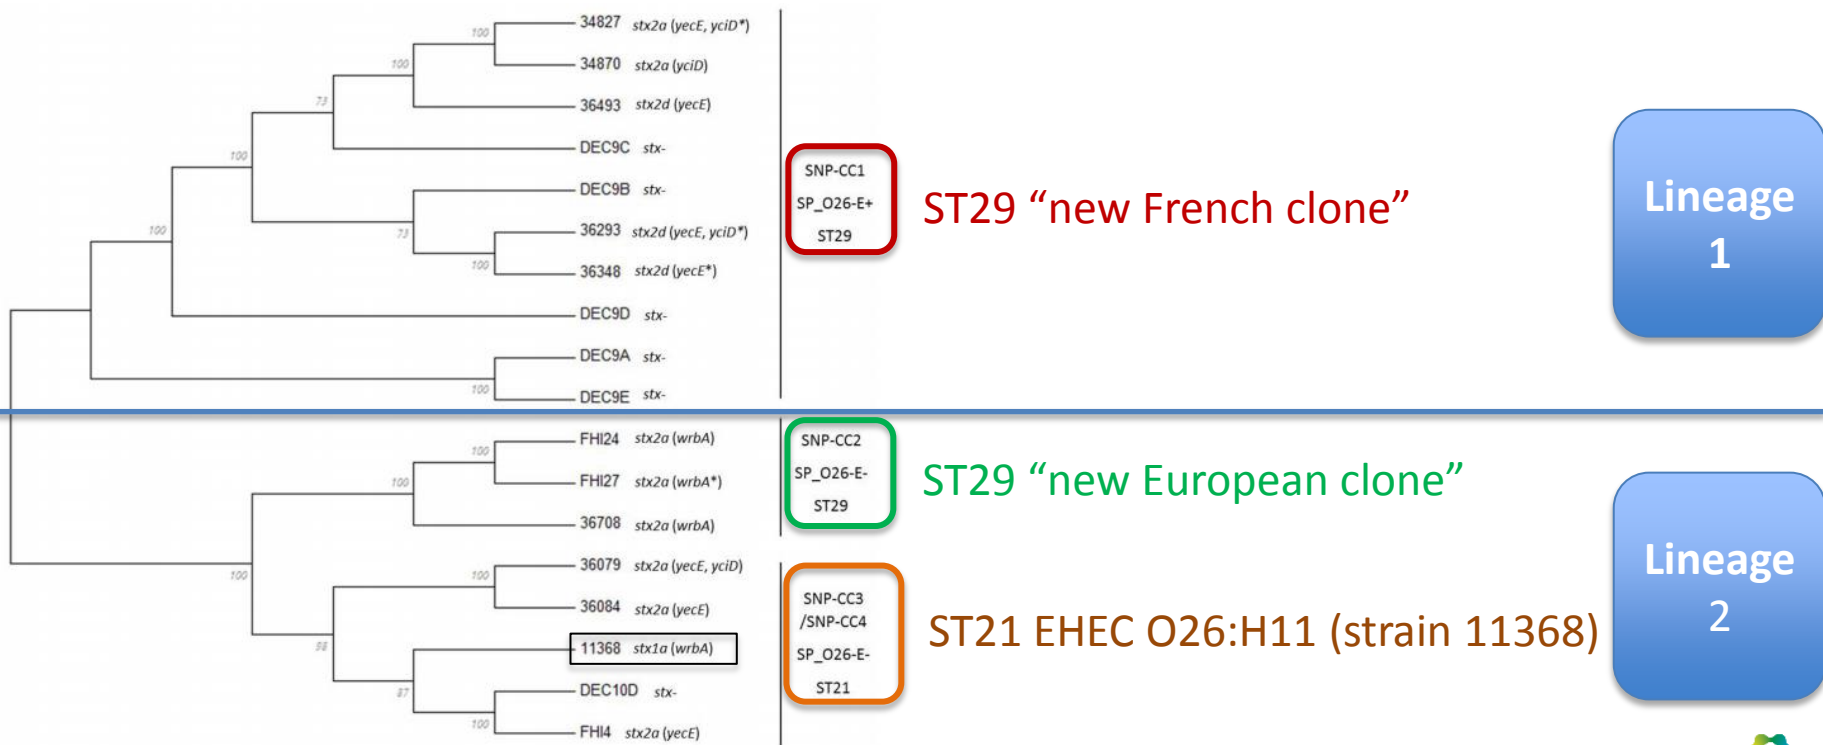 34827 stx2a (yecE, yciD*)
100
34870 stx2a (yciD)
100
36493 stx2d (yecE)
73
DEC9C stx-
100
DEC9B stx-
36293 stx2d (yecE, yciD*)
73
36348 stx2d (yecE*)
100
100
DEC9D stx-
DEC9A stx-
100
DEC9E stx-
SNP-CC1
SP_O26-E+
ST29
ST29 “new French clone”
Lineage
1
FHI24 stx2a (wrbA)
100
FHI27 stx2a (wrbA*)
100
36708 stx2a (wrbA)
SNP-CC2
SP_O26-E-
ST29
ST29 “new European clone”
36079 stx2a (yecE, yciD)
100
36084 stx2a (yecE)
100
11368 stx1a (wrbA)
98
DEC10D stx-
87
FHI4 stx2a (yecE)
100
SNP-CC3
/SNP-CC4
SP_O26-E-
ST21
ST21 EHEC O26:H11 (strain 11368)
Lineage
2